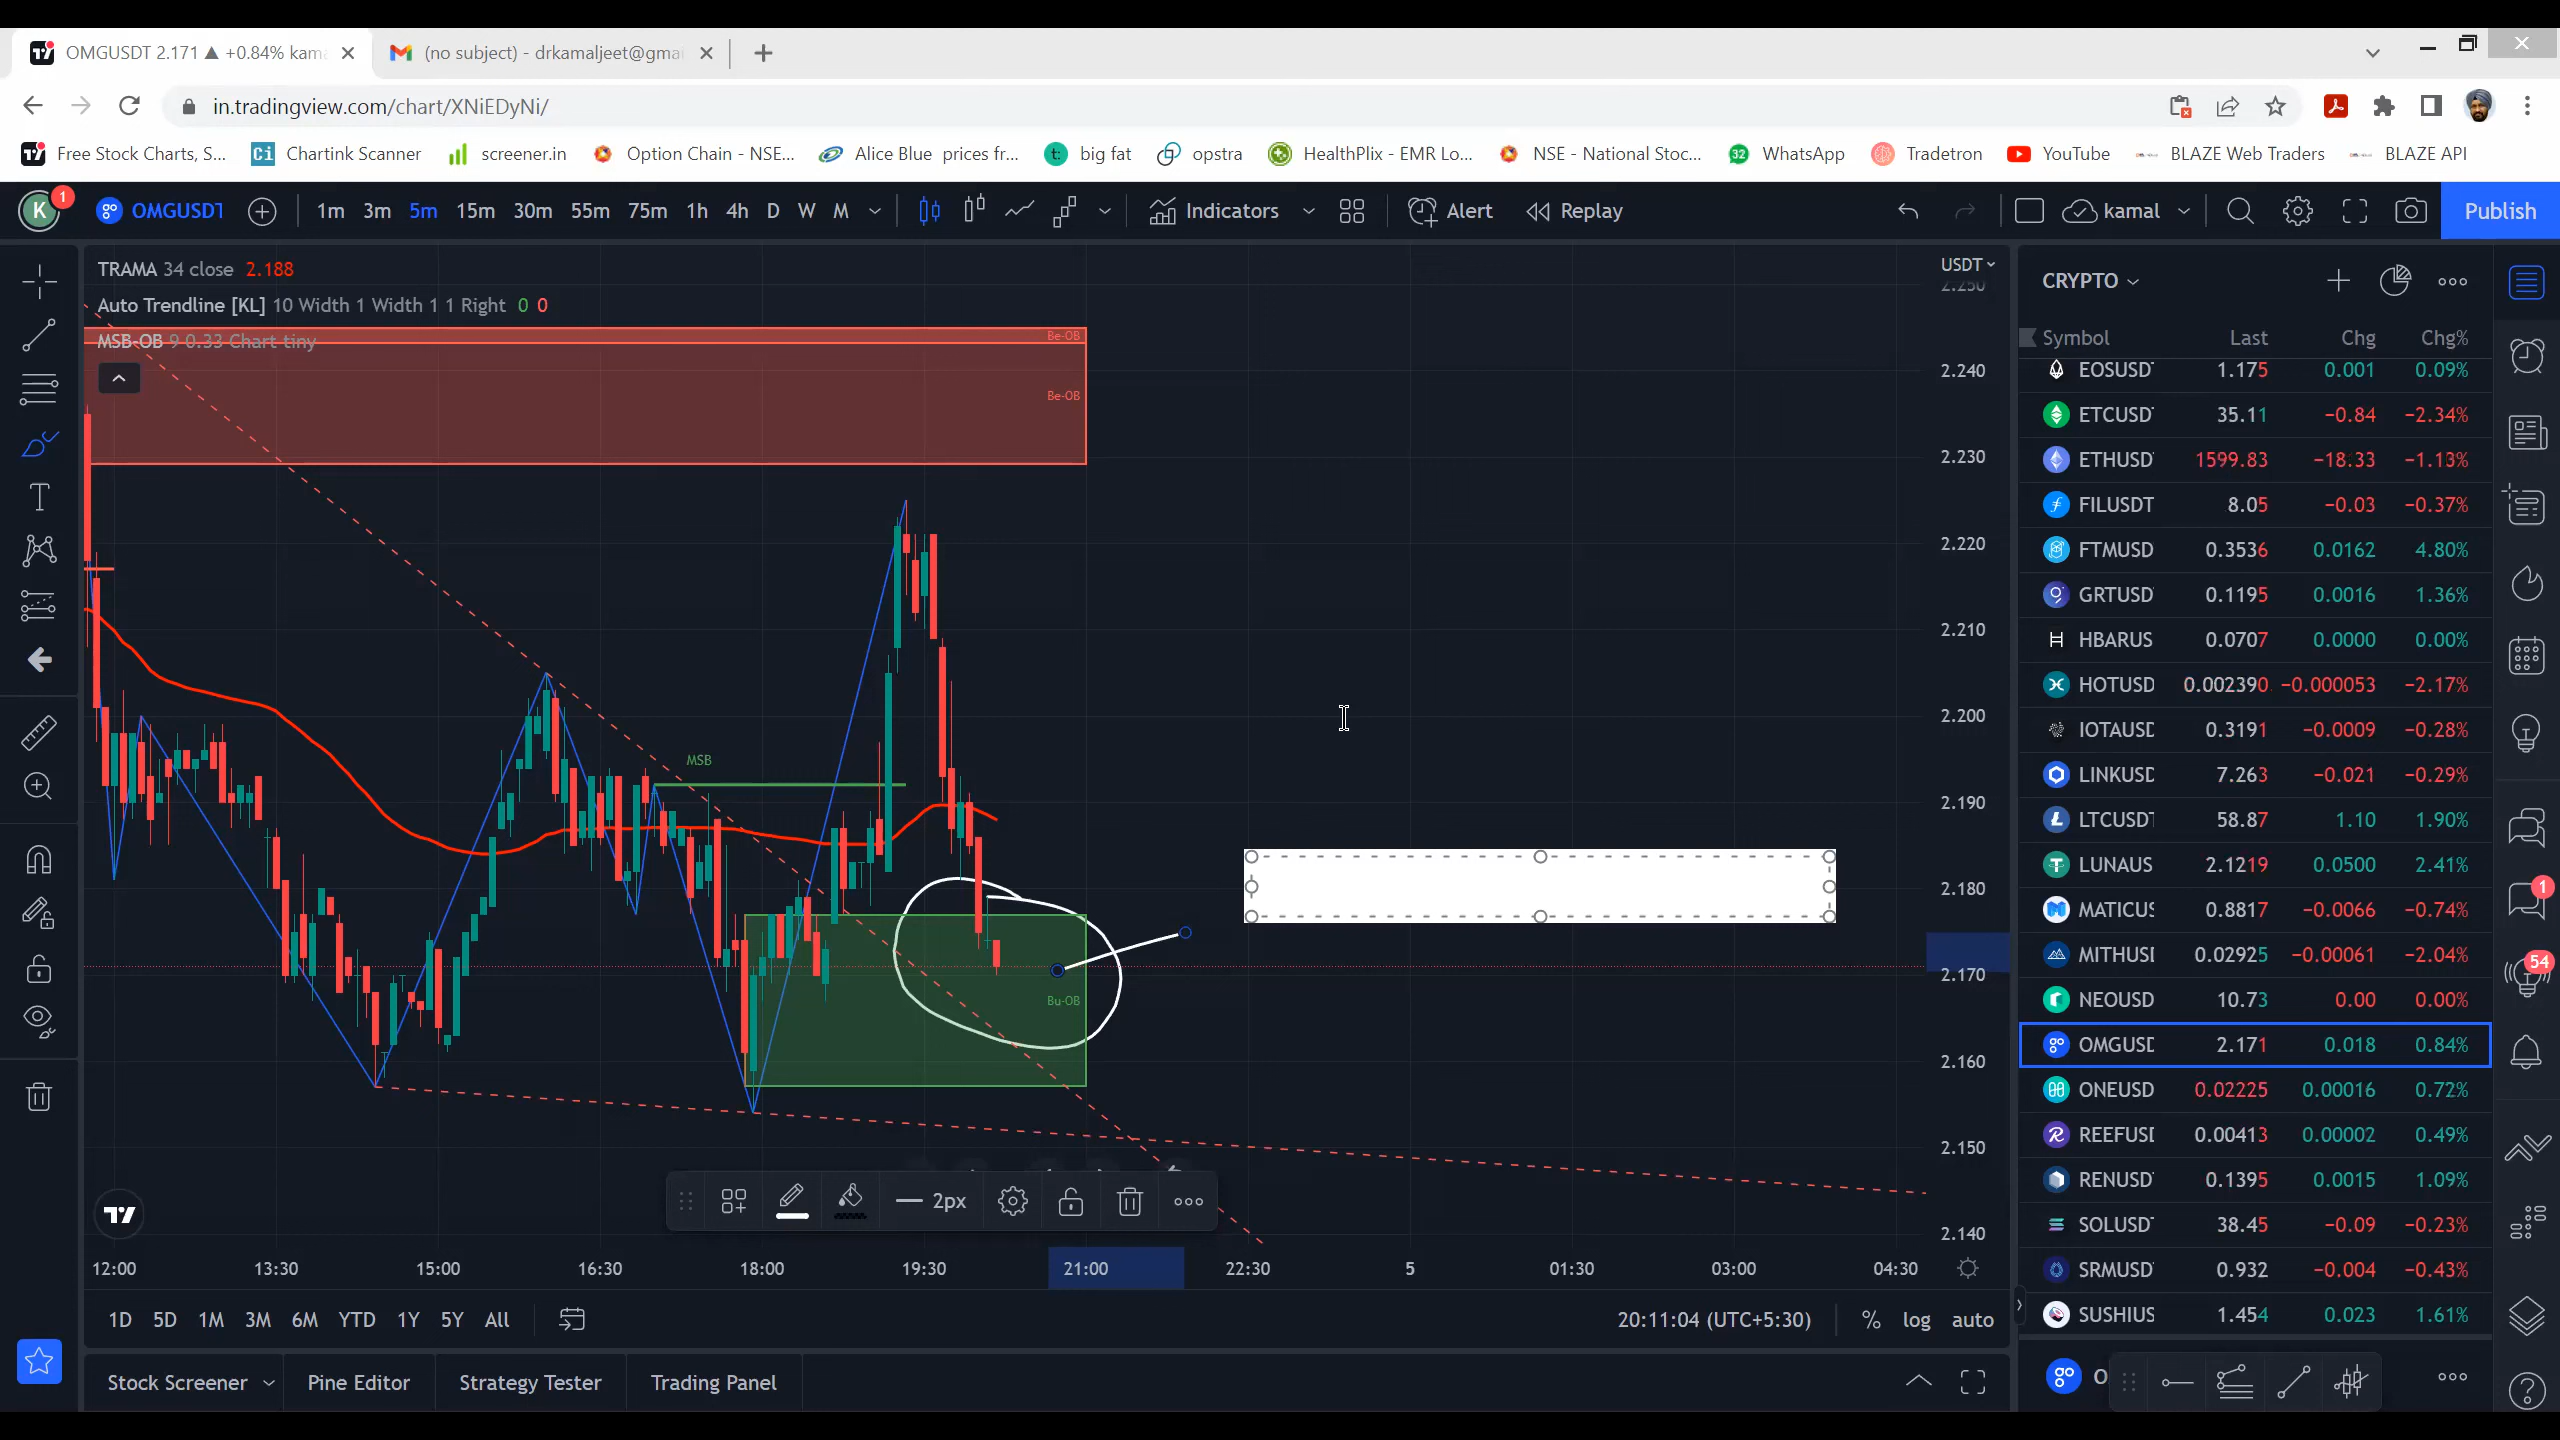 OMGUSDT 2.171 ▲ +0.84% kama
(no subject) - drkamaljeet@gmai
in.tradingview.com/chart/XNiEDyNi/
Free Stock Charts, S...
Chartink Scanner
screener.in
Option Chain - NSE...
Alice Blue prices fr...
big fat
opstra
HealthPlix - EMR Lo...
NSE - National Stoc...
32
WhatsApp
Tradetron
YouTube
BLAZE Web Traders
BLAZE API
K
1
OMGUSDT
1m 3m 5m 15m 30m 55m 75m 1h 4h D W M
Indicators
Alert
Replay
kamal
Publish
TRAMA 34 close 2.188
Auto Trendline [KL] 10 Width 1 Width 1 1 Right 0 0
MSB-OB 9 0.33 Chart tiny
Be-OB
Be-OB
MSB
Bu-OB
USDT
2.250
2.240
2.230
2.220
2.210
2.200
2.190
2.180
2.170
2.160
2.150
2.140
2px
12:00 13:30 15:00 16:30 18:00 19:30 21:00 22:30 5 01:30 03:00 04:30
1D 5D 1M 3M 6M YTD 1Y 5Y All
20:11:04 (UTC+5:30)
% log auto
Stock Screener
Pine Editor
Strategy Tester
Trading Panel
CRYPTO
Symbol Last Chg Chg%
EOSUSD 1.175 0.001 0.09%
ETCUSD 35.11 −0.84 −2.34%
ETHUSD 1599.83 −18.33 −1.13%
FILUSDT 8.05 −0.03 −0.37%
FTMUSD 0.3536 0.0162 4.80%
GRTUSD 0.1195 0.0016 1.36%
HBARUS 0.0707 0.0000 0.00%
HOTUSD 0.002390 −0.000053 −2.17%
IOTAUSD 0.3191 −0.0009 −0.28%
LINKUSD 7.263 −0.021 −0.29%
LTCUSDT 58.87 1.10 1.90%
LUNAUS 2.1219 0.0500 2.41%
MATICUS 0.8817 −0.0066 −0.74%
MITHUSD 0.02925 −0.00061 −2.04%
NEOUSD 10.73 0.00 0.00%
OMGUSD 2.171 0.018 0.84%
ONEUSD 0.02225 0.00016 0.72%
REEFUSD 0.00413 0.00002 0.49%
RENUSD 0.1395 0.0015 1.09%
SOLUSD 38.45 −0.09 −0.23%
SRMUSD 0.932 −0.004 −0.43%
SUSHIUS 1.454 0.023 1.61%
O
1
54